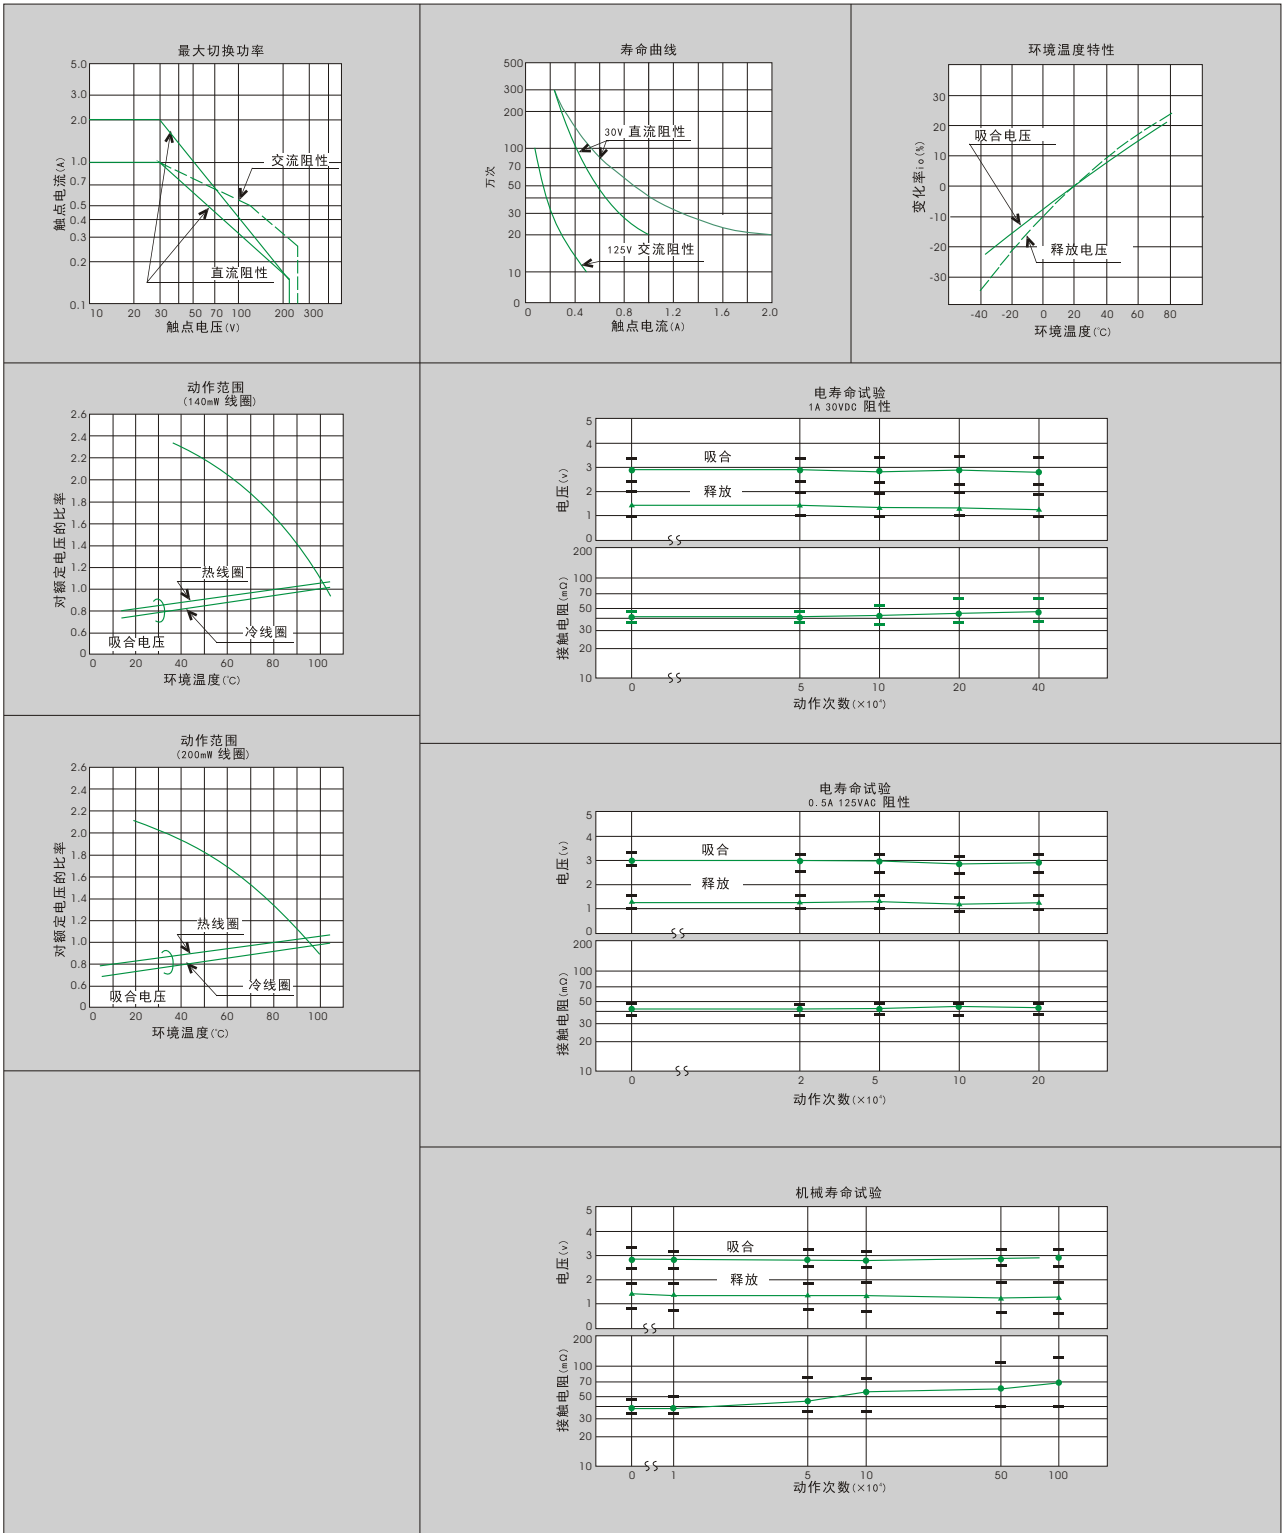 最大切换功率
5.0
3.0
2.0
1.0
0.7
0.5
0.4
0.3
0.2
0.1
触点电流(A)
交流阻性
直流阻性
10 20 30 50 70 100 200 300
触点电压(V)
寿命曲线
500
300
200
100
70
50
30
20
10
0
万次
30V 直流阻性
125V 交流阻性
0 0.4 0.8 1.2 1.6 2.0
触点电流(A)
环境温度特性
30
20
10
0
-10
-20
-30
变化率io(%)
吸合电压
释放电压
-40 -20 0 20 40 60 80
环境温度(℃)
动作范围
(140mW 线圈)
2.6
2.4
2.2
2.0
1.8
1.6
1.4
1.2
1.0
0.8
0.6
0
对额定电压的比率
热线圈
冷线圈
吸合电压
0 20 40 60 80 100
环境温度(℃)
电寿命试验
1A 30VDC 阻性
5
4
3
2
1
0
电压(v)
吸合
释放
200
100
70
50
30
20
10
接触电阻(mΩ)
0 5 10 20 40
动作次数(×10⁴)
动作范围
(200mW 线圈)
2.6
2.4
2.2
2.0
1.8
1.6
1.4
1.2
1.0
0.8
0.6
0
对额定电压的比率
热线圈
冷线圈
吸合电压
0 20 40 60 80 100
环境温度(℃)
电寿命试验
0.5A 125VAC 阻性
5
4
3
2
1
0
电压(v)
吸合
释放
200
100
70
50
30
20
10
接触电阻(mΩ)
0 2 5 10 20
动作次数(×10⁴)
机械寿命试验
5
4
3
2
1
0
电压(v)
吸合
释放
200
100
70
50
30
20
10
接触电阻(mΩ)
0 1 5 10 50 100
动作次数(×10⁴)